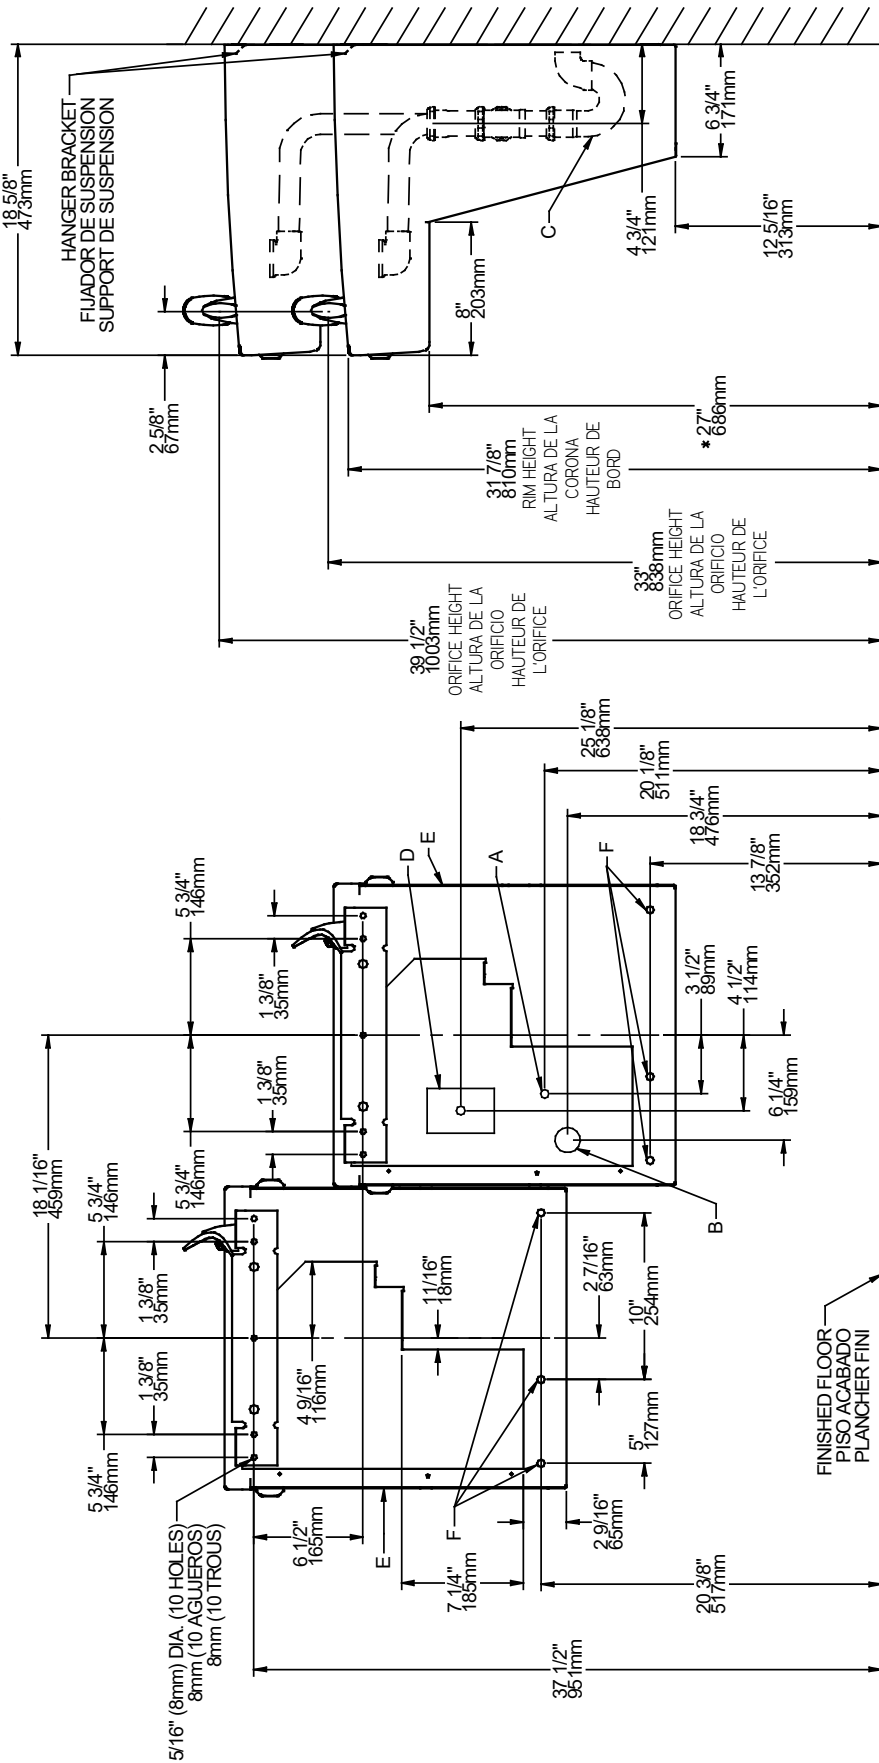 18 5/8"
473mm
HANGER BRACKET
FIJADOR DE SUSPENSION
SUPPORT DE SUSPENSION
2 5/8"
67mm
8"
203mm
C
4 3/4"
121mm
6 3/4"
171mm
12 5/16"
313mm
* 27"
686mm
31 7/8"
810mm
RIM HEIGHT
ALTURA DE LA
CORONA
HAUTEUR DE
BORD
33"
838mm
ORIFICE HEIGHT
ALTURA DE LA
ORIFICIO
HAUTEUR DE
L'ORIFICE
39 1/2"
1003mm
ORIFICE HEIGHT
ALTURA DE LA
ORIFICIO
HAUTEUR DE
L'ORIFICE
25 1/8"
638mm
20 1/8"
511mm
18 3/4"
476mm
13 7/8"
352mm
D
E
A
F
5 3/4"
146mm
1 3/8"
35mm
1 3/8"
35mm
5 3/4"
146mm
3 1/2"
89mm
4 1/2"
114mm
6 1/4"
159mm
B
18 1/16"
459mm
5 3/4"
146mm
1 3/8"
35mm
1 3/8"
35mm
5 3/4"
146mm
4 9/16"
116mm
11/16"
18mm
2 7/16"
63mm
10"
254mm
5"
127mm
5/16" (8mm) DIA. (10 HOLES)
8mm (10 AGUJEROS)
8mm (10 TROUS)
6 1/2"
165mm
E
F
7 1/4"
185mm
2 9/16"
65mm
20 3/8"
517mm
37 1/2"
951mm
FINISHED FLOOR
PISO ACABADO
PLANCHER FINI